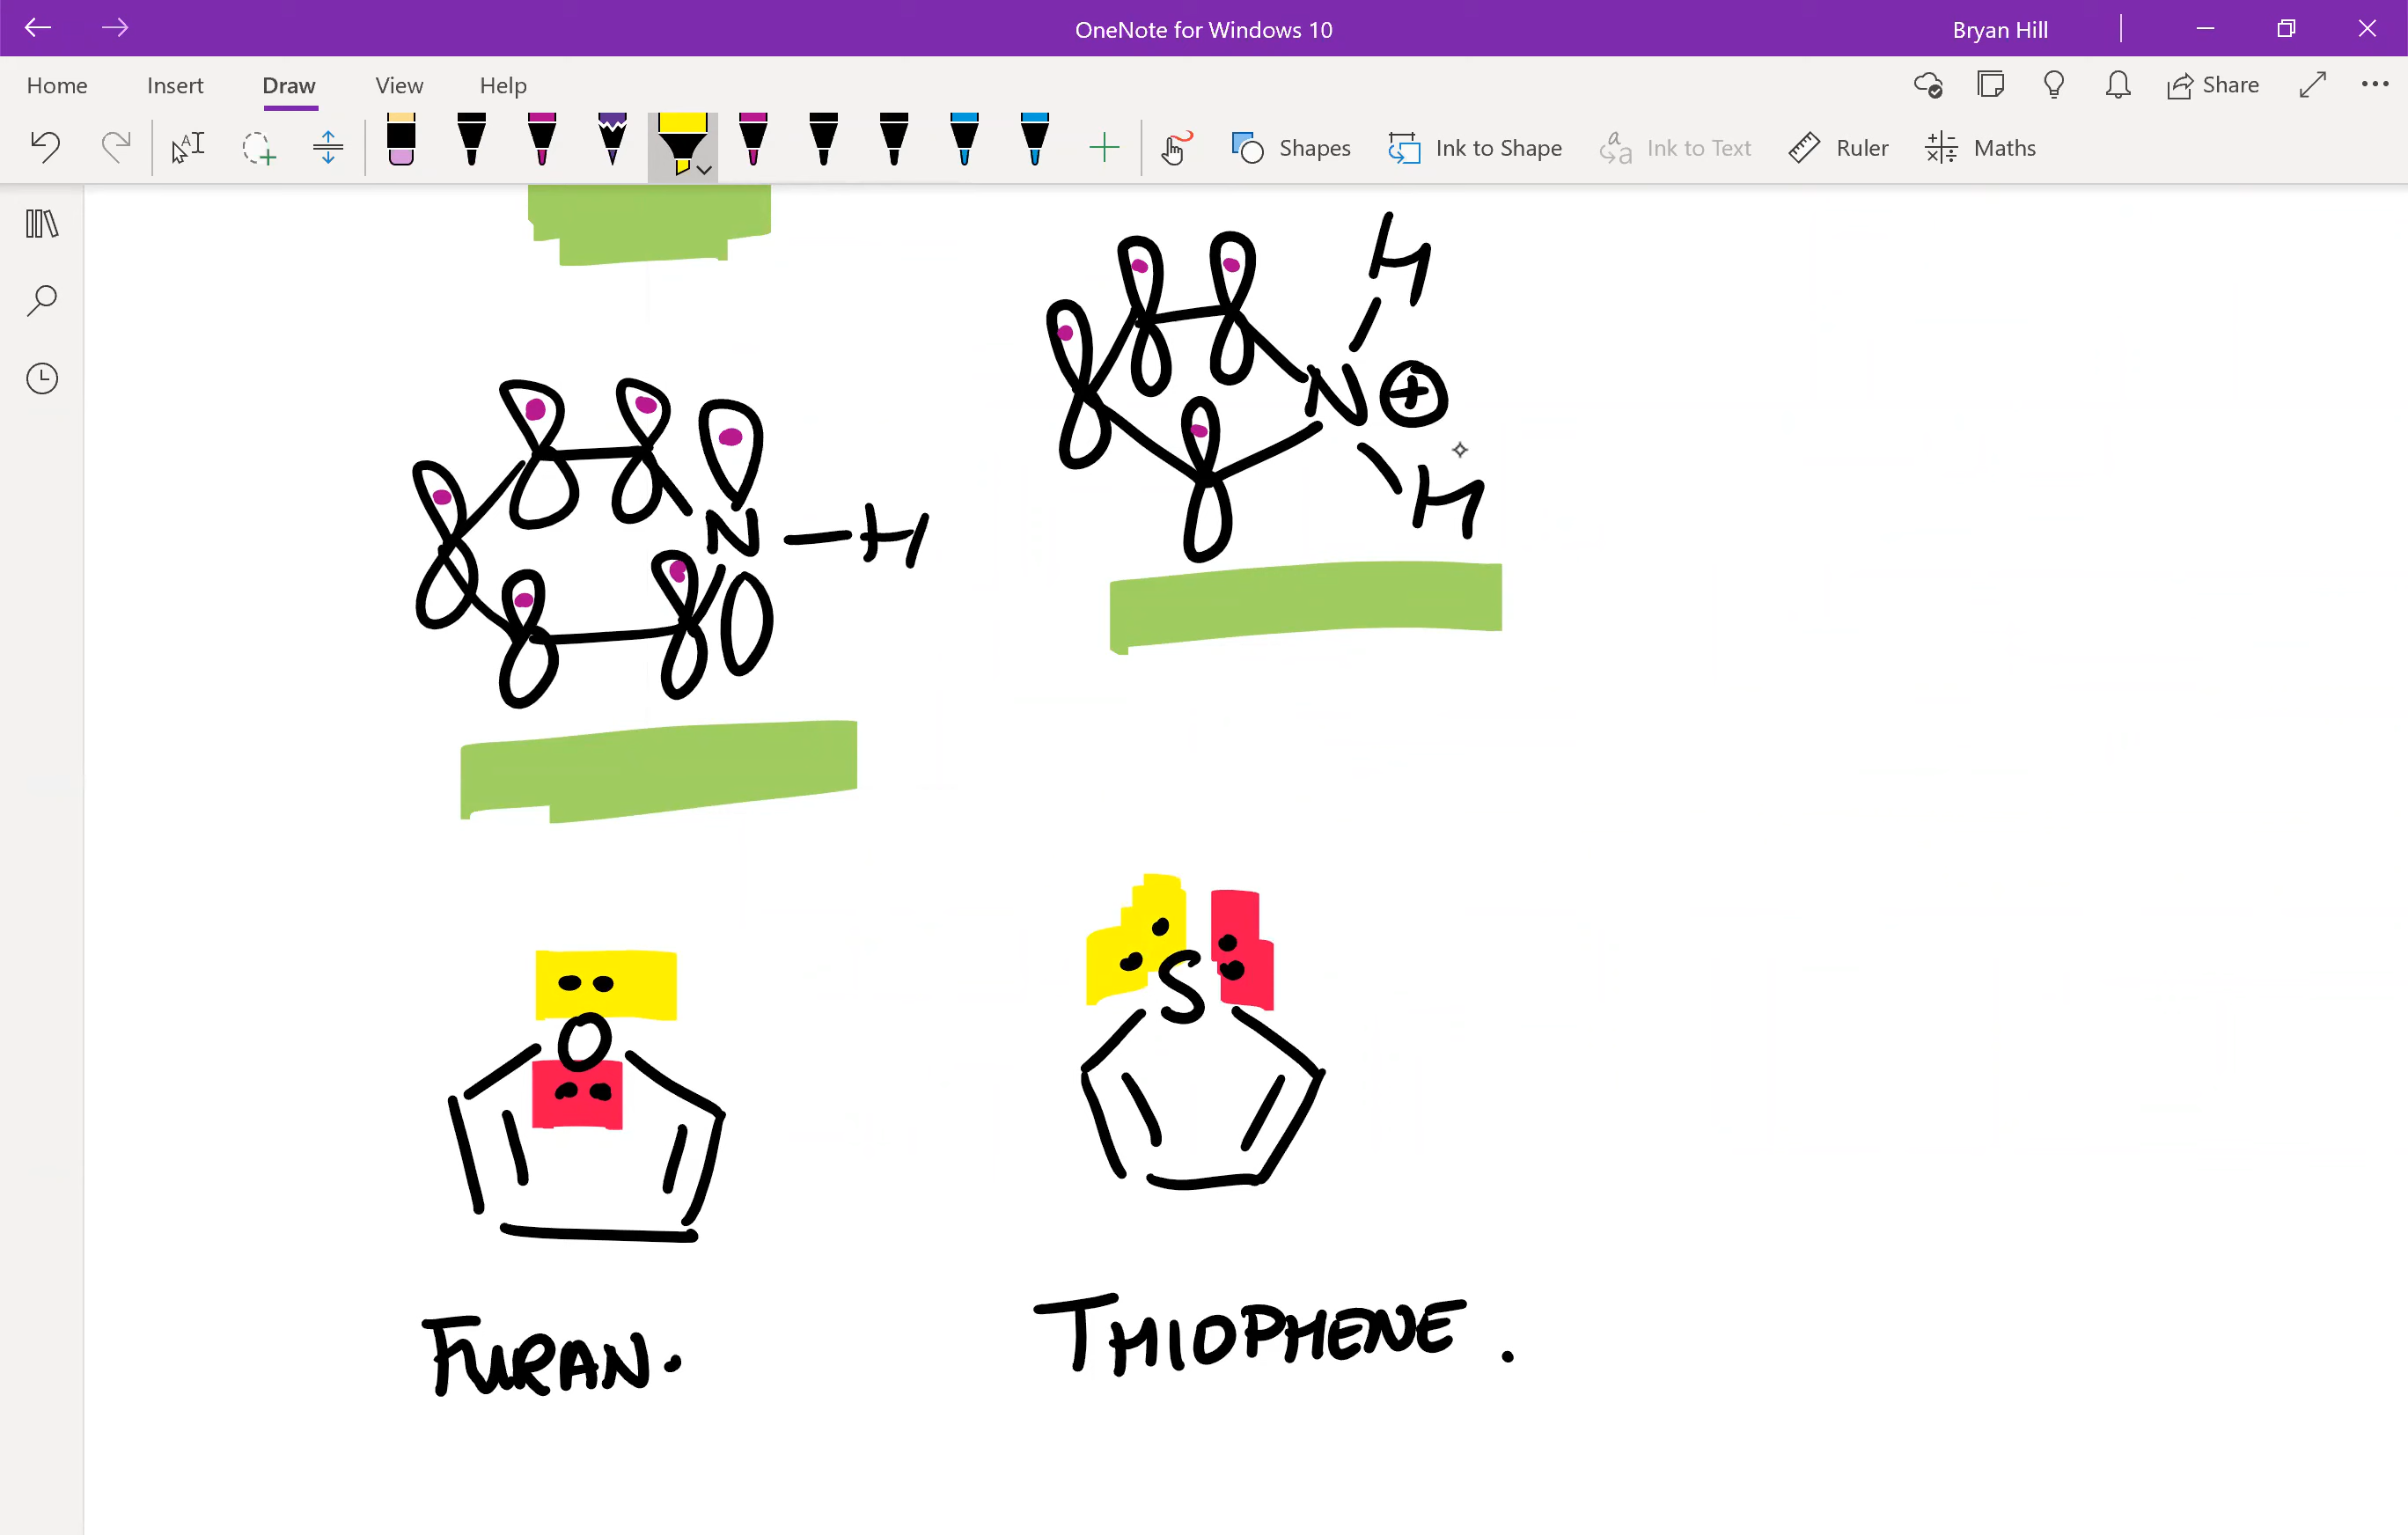 OneNote for Windows 10
Bryan Hill
Home Insert Draw View Help
Share
Shapes Ink to Shape Ink to Text Ruler Maths
H
N +
H
N — H
S
O
FURAN.
THIOPHENE.